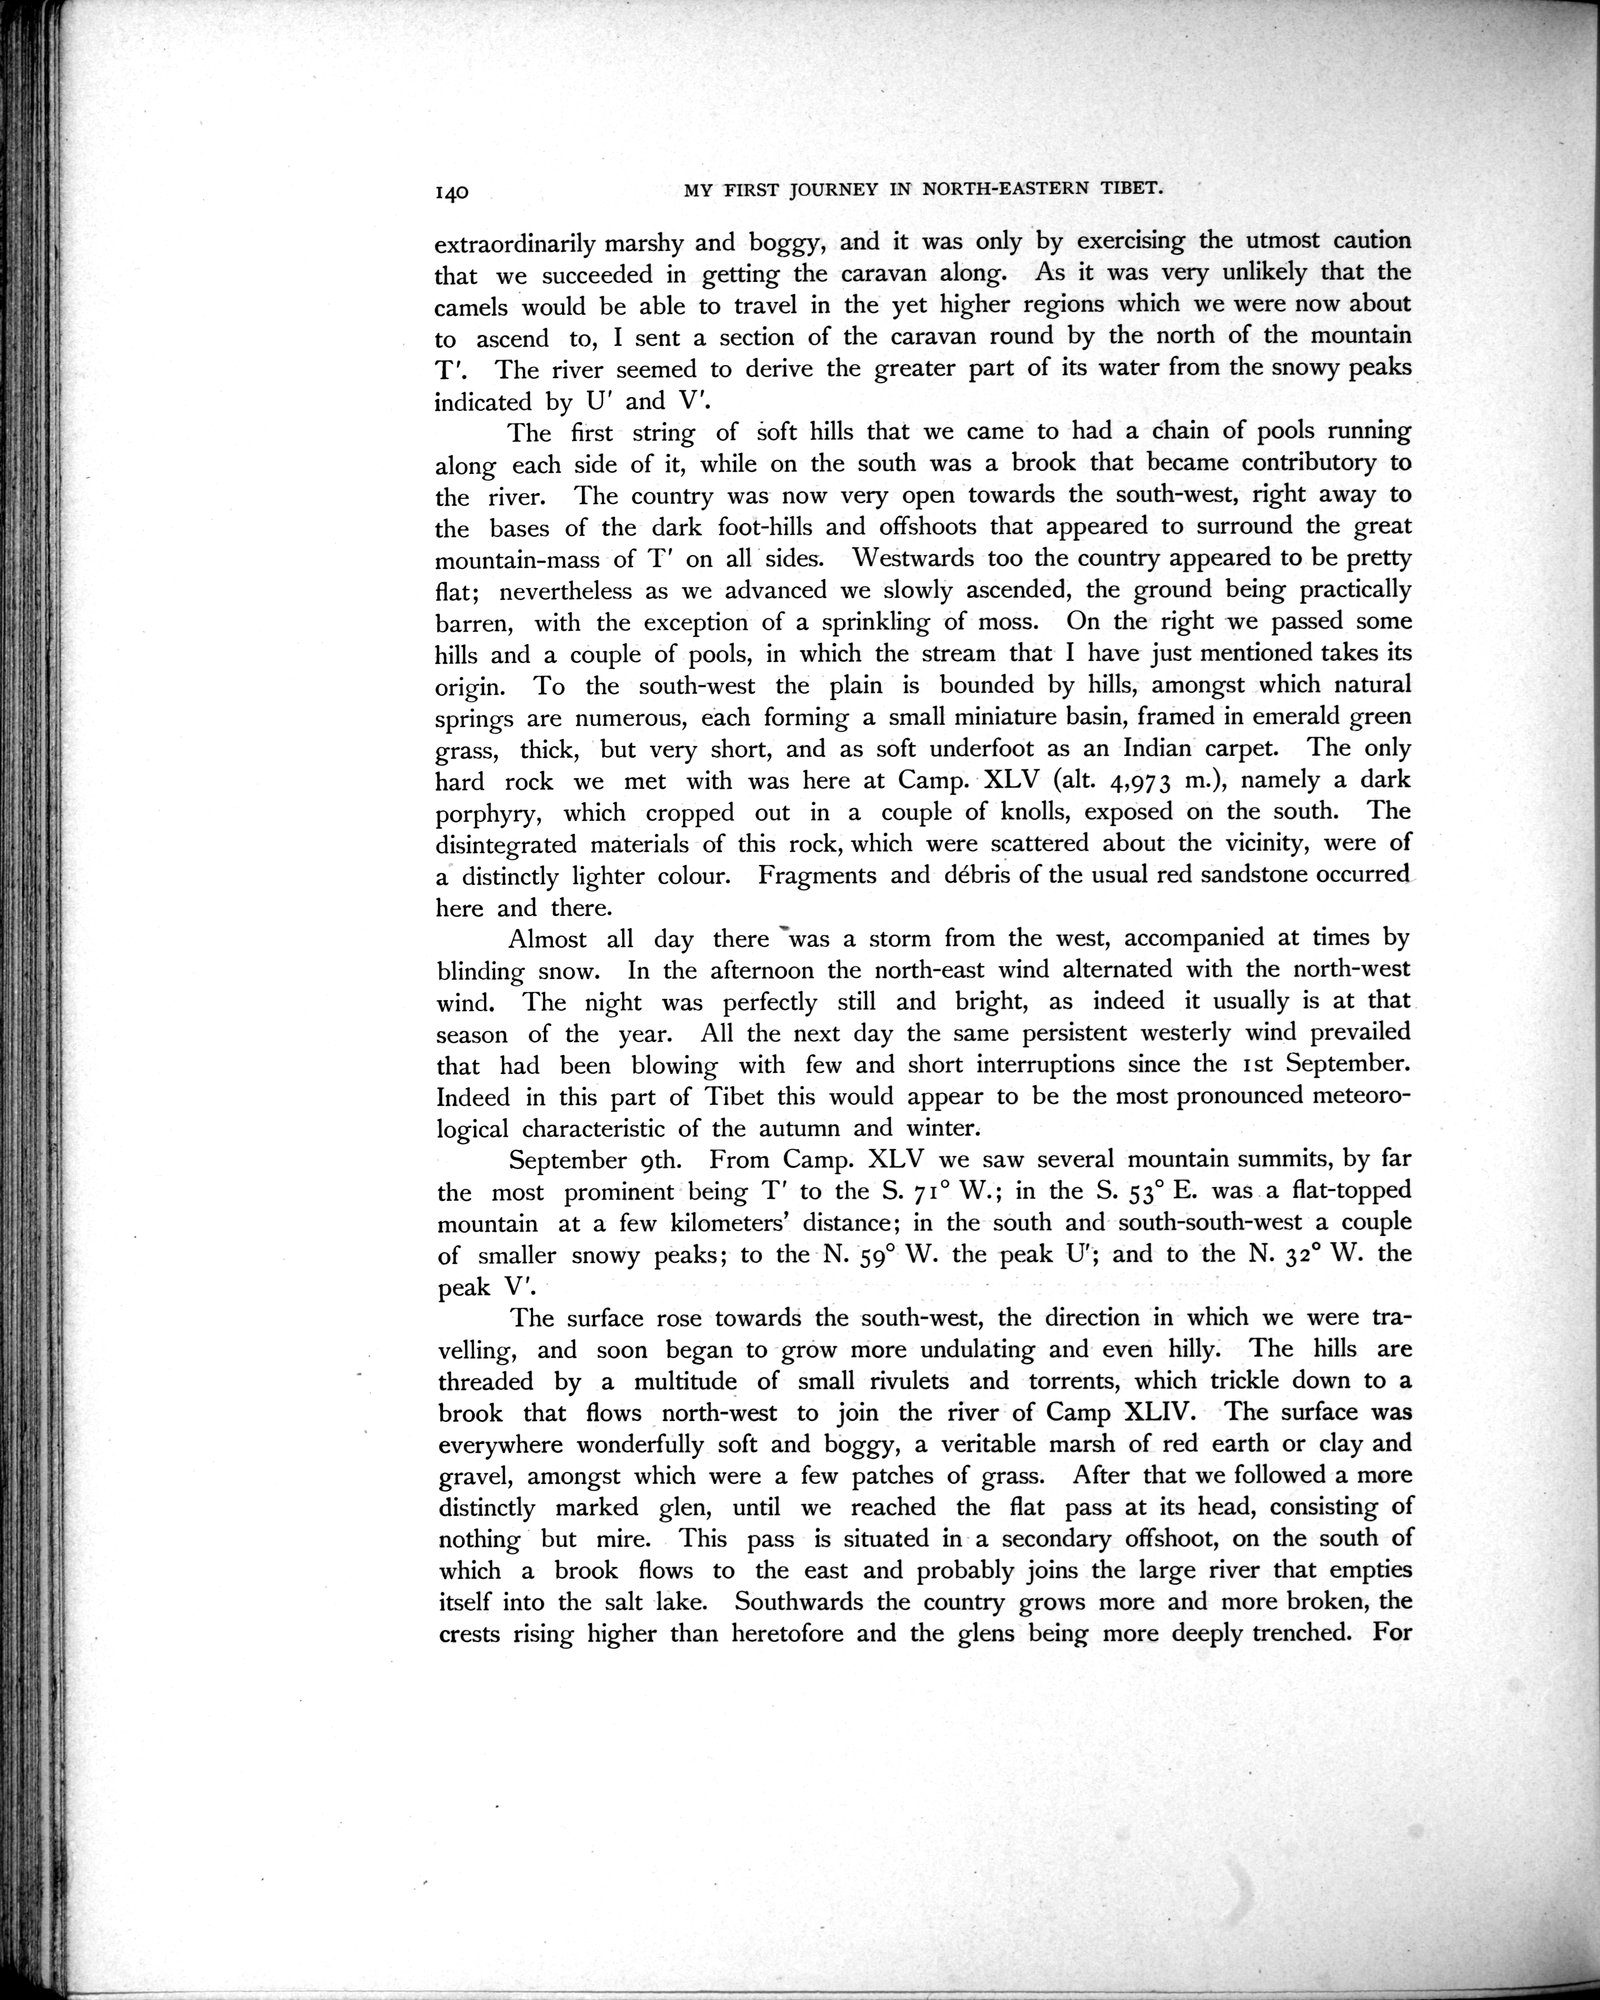 140 MY FIRST JOURNEY IN NORTH-EASTERN TIBET.
extraordinarily marshy and boggy, and it was only by exercising the utmost caution
that we succeeded in getting the caravan along. As it was very unlikely that the
camels would be able to travel in the yet higher regions which we were now about
to ascend to, I sent a section of the caravan round by the north of the mountain
T′. The river seemed to derive the greater part of its water from the snowy peaks
indicated by U′ and V′.
The first string of soft hills that we came to had a chain of pools running
along each side of it, while on the south was a brook that became contributory to
the river. The country was now very open towards the south-west, right away to
the bases of the dark foot-hills and offshoots that appeared to surround the great
mountain-mass of T′ on all sides. Westwards too the country appeared to be pretty
flat; nevertheless as we advanced we slowly ascended, the ground being practically
barren, with the exception of a sprinkling of moss. On the right we passed some
hills and a couple of pools, in which the stream that I have just mentioned takes its
origin. To the south-west the plain is bounded by hills, amongst which natural
springs are numerous, each forming a small miniature basin, framed in emerald green
grass, thick, but very short, and as soft underfoot as an Indian carpet. The only
hard rock we met with was here at Camp. XLV (alt. 4,973 m.), namely a dark
porphyry, which cropped out in a couple of knolls, exposed on the south. The
disintegrated materials of this rock, which were scattered about the vicinity, were of
a distinctly lighter colour. Fragments and débris of the usual red sandstone occurred
here and there.
Almost all day there was a storm from the west, accompanied at times by
blinding snow. In the afternoon the north-east wind alternated with the north-west
wind. The night was perfectly still and bright, as indeed it usually is at that
season of the year. All the next day the same persistent westerly wind prevailed
that had been blowing with few and short interruptions since the 1st September.
Indeed in this part of Tibet this would appear to be the most pronounced meteoro-
logical characteristic of the autumn and winter.
September 9th. From Camp. XLV we saw several mountain summits, by far
the most prominent being T′ to the S. 71° W.; in the S. 53° E. was a flat-topped
mountain at a few kilometers’ distance; in the south and south-south-west a couple
of smaller snowy peaks; to the N. 59° W. the peak U′; and to the N. 32° W. the
peak V′.
The surface rose towards the south-west, the direction in which we were tra-
velling, and soon began to grow more undulating and even hilly. The hills are
threaded by a multitude of small rivulets and torrents, which trickle down to a
brook that flows north-west to join the river of Camp XLIV. The surface was
everywhere wonderfully soft and boggy, a veritable marsh of red earth or clay and
gravel, amongst which were a few patches of grass. After that we followed a more
distinctly marked glen, until we reached the flat pass at its head, consisting of
nothing but mire. This pass is situated in a secondary offshoot, on the south of
which a brook flows to the east and probably joins the large river that empties
itself into the salt lake. Southwards the country grows more and more broken, the
crests rising higher than heretofore and the glens being more deeply trenched. For